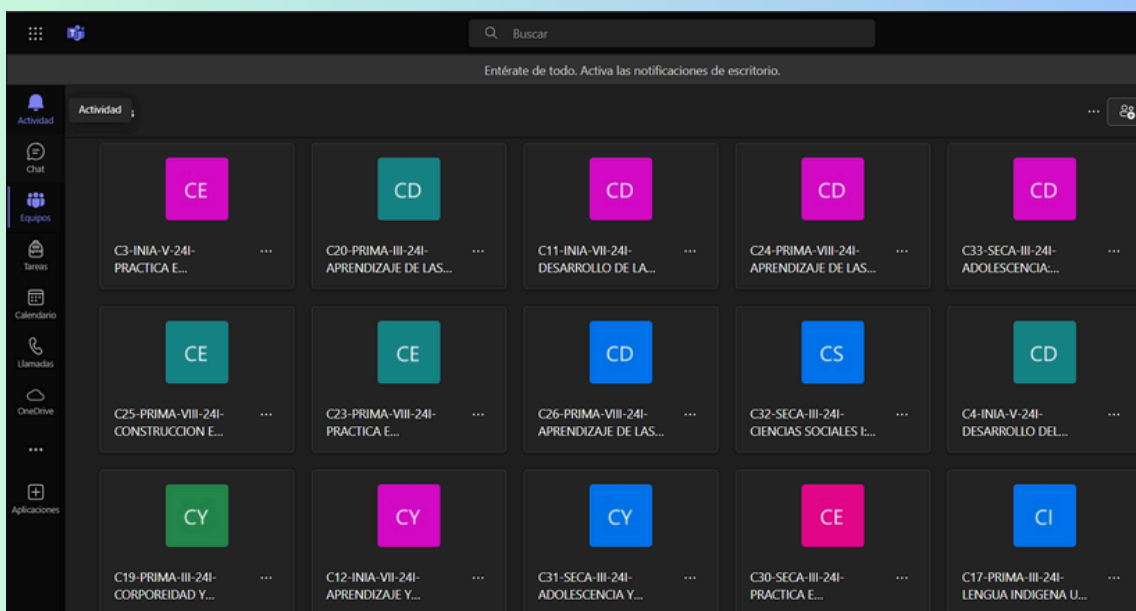 Buscar
Entérate de todo. Activa las notificaciones de escritorio.
Actividad
Actividad
Chat
Equipos
Tareas
Calendario
Llamadas
OneDrive
Aplicaciones
CE
C3-INIA-V-24I-
PRACTICA E...
CD
C20-PRIMA-III-24I-
APRENDIZAJE DE LAS...
CD
C11-INIA-VII-24I-
DESARROLLO DE LA...
CD
C24-PRIMA-VIII-24I-
APRENDIZAJE DE LAS...
CD
C33-SECA-III-24I-
ADOLESCENCIA:...
CE
C25-PRIMA-VIII-24I-
CONSTRUCCION E...
CE
C23-PRIMA-VIII-24I-
PRACTICA E...
CD
C26-PRIMA-VIII-24I-
APRENDIZAJE DE LAS...
CS
C32-SECA-III-24I-
CIENCIAS SOCIALES I:...
CD
C4-INIA-V-24I-
DESARROLLO DEL...
CY
C19-PRIMA-III-24I-
CORPOREIDAD Y...
CY
C12-INIA-VII-24I-
APRENDIZAJE Y...
CY
C31-SECA-III-24I-
ADOLESCENCIA Y...
CE
C30-SECA-III-24I-
PRACTICA E...
CI
C17-PRIMA-III-24I-
LENGUA INDIGENA U...